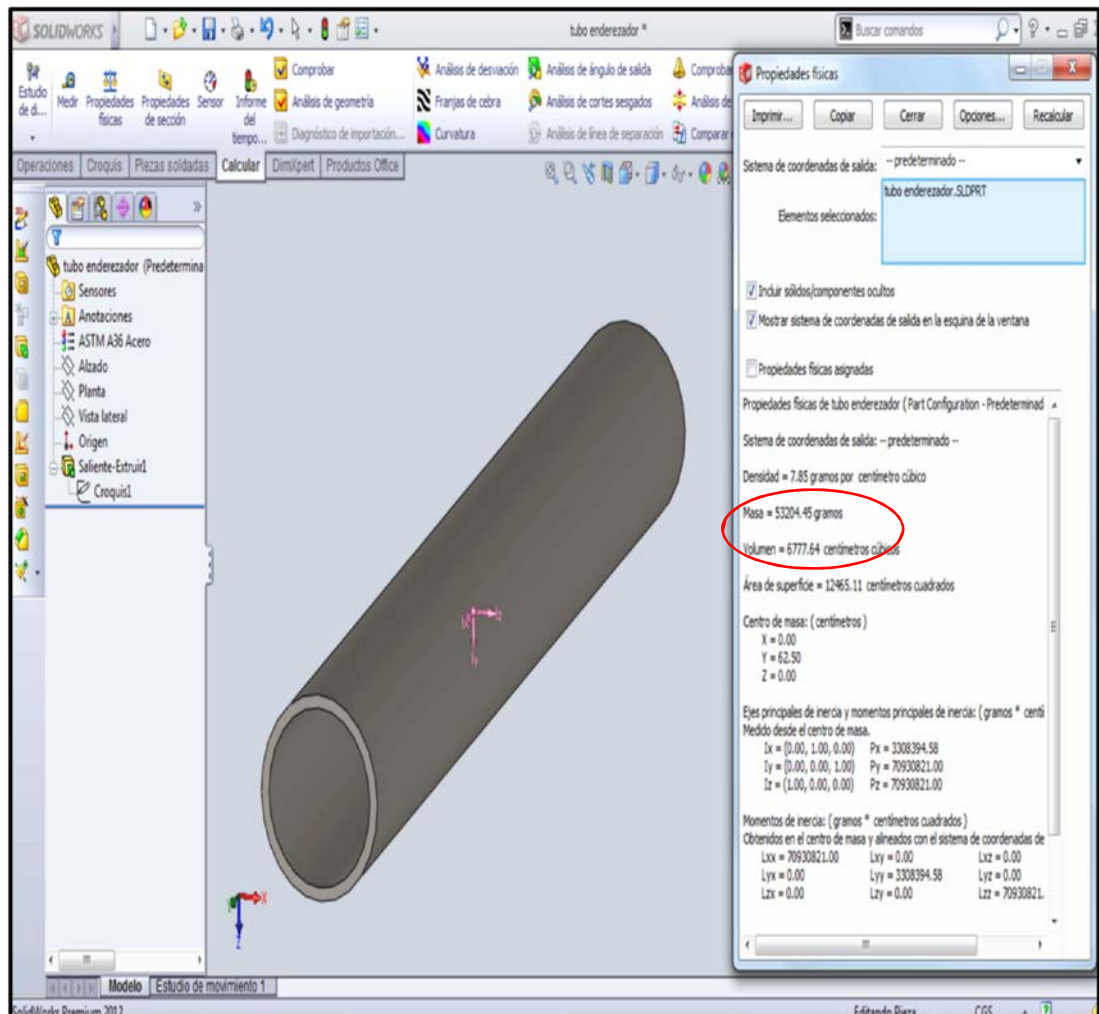 SOLIDWORKS
tubo enderezador *
Buscar comandos
Estudio de d...
Medir
Propiedades físicas
Propiedades de sección
Sensor
Informe del tiempo...
Comprobar
Análisis de geometría
Diagnóstico de importación...
Análisis de desviación
Franjas de cebra
Curvatura
Análisis de ángulo de salida
Análisis de cortes sesgados
Análisis de línea de separación
Comprobar
Análisis de
Comparar
Operaciones Croquis Piezas soldadas Calcular DimXpert Productos Office
tubo enderezador (Predetermina
Sensores
Anotaciones
ASTM A36 Acero
Alzado
Planta
Vista lateral
Origen
Saliente-Extruir1
Croquis1
X
Z
Modelo Estudio de movimiento 1
SolidWorks Premium 2012
Editando Pieza
CGS
Propiedades físicas
Imprimir... Copiar Cerrar Opciones... Recalcular
Sistema de coordenadas de salida: -- predeterminado --
tubo enderezador.SLDPRT
Elementos seleccionados:
Incluir sólidos/componentes ocultos
Mostrar sistema de coordenadas de salida en la esquina de la ventana
Propiedades físicas asignadas
Propiedades físicas de tubo enderezador ( Part Configuration - Predeterminad
Sistema de coordenadas de salida: -- predeterminado --
Densidad = 7.85 gramos por centímetro cúbico
Masa = 53204.45 gramos
Volumen = 6777.64 centímetros cúbicos
Área de superficie = 12465.11 centímetros cuadrados
Centro de masa: ( centímetros )
X = 0.00
Y = 62.50
Z = 0.00
Ejes principales de inercia y momentos principales de inercia: ( gramos * centí
Medido desde el centro de masa.
Ix = (0.00, 1.00, 0.00) Px = 3308394.58
Iy = (0.00, 0.00, 1.00) Py = 70930821.00
Iz = (1.00, 0.00, 0.00) Pz = 70930821.00
Momentos de inercia: ( gramos * centímetros cuadrados )
Obtenidos en el centro de masa y alineados con el sistema de coordenadas de
Lxx = 70930821.00 Lxy = 0.00 Lxz = 0.00
Lyx = 0.00 Lyy = 3308394.58 Lyz = 0.00
Lzx = 0.00 Lzy = 0.00 Lzz = 70930821.